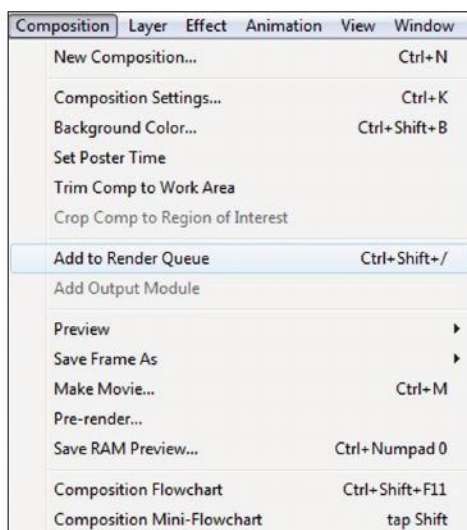 Composition Layer Effect Animation View Window
New Composition... Ctrl+N
Composition Settings... Ctrl+K
Background Color... Ctrl+Shift+B
Set Poster Time
Trim Comp to Work Area
Crop Comp to Region of Interest
Add to Render Queue Ctrl+Shift+/
Add Output Module
Preview
Save Frame As
Make Movie... Ctrl+M
Pre-render...
Save RAM Preview... Ctrl+Numpad 0
Composition Flowchart Ctrl+Shift+F11
Composition Mini-Flowchart tap Shift